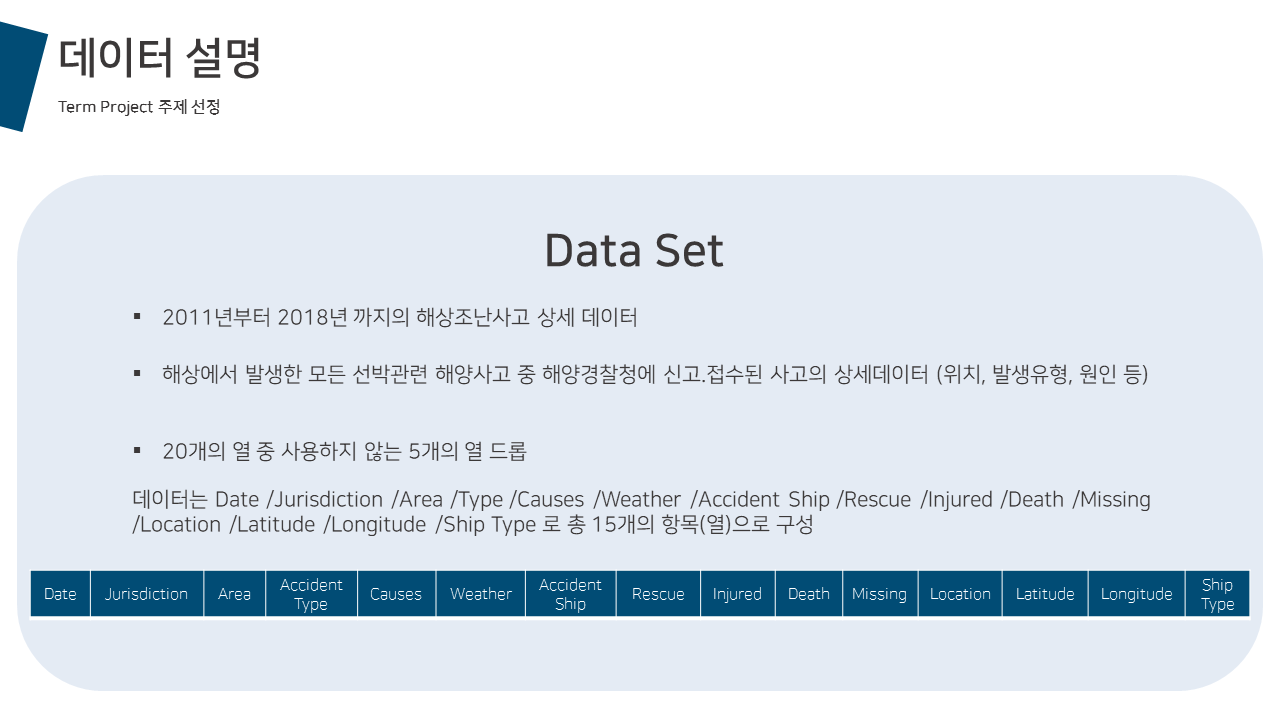 데이터 설명
Term Project 주제 선정
Data Set
▪ 2011년부터 2018년 까지의 해상조난사고 상세 데이터
▪ 해상에서 발생한 모든 선박관련 해양사고 중 해양경찰청에 신고.접수된 사고의 상세데이터 (위치, 발생유형, 원인 등)
▪ 20개의 열 중 사용하지 않는 5개의 열 드롭
데이터는 Date /Jurisdiction /Area /Type /Causes /Weather /Accident Ship /Rescue /Injured /Death /Missing
/Location /Latitude /Longitude /Ship Type 로 총 15개의 항목(열)으로 구성
Date Jurisdiction Area Accident Type Causes Weather Accident Ship Rescue Injured Death Missing Location Latitude Longitude Ship Type